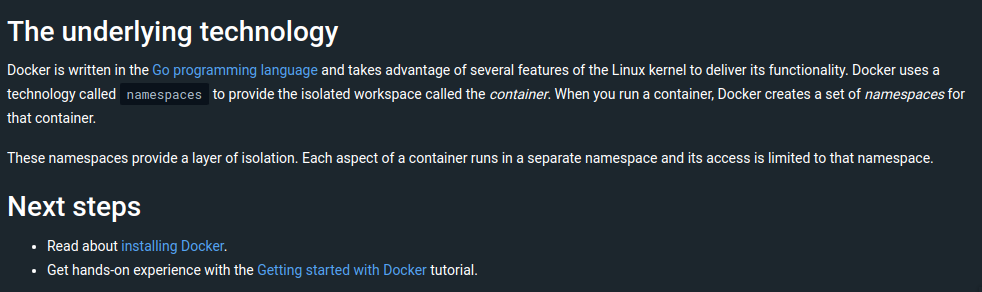 The underlying technology
Docker is written in the Go programming language and takes advantage of several features of the Linux kernel to deliver its functionality. Docker uses a
technology called namespaces to provide the isolated workspace called the container. When you run a container, Docker creates a set of namespaces for
that container.
These namespaces provide a layer of isolation. Each aspect of a container runs in a separate namespace and its access is limited to that namespace.
Next steps
• Read about installing Docker.
• Get hands-on experience with the Getting started with Docker tutorial.